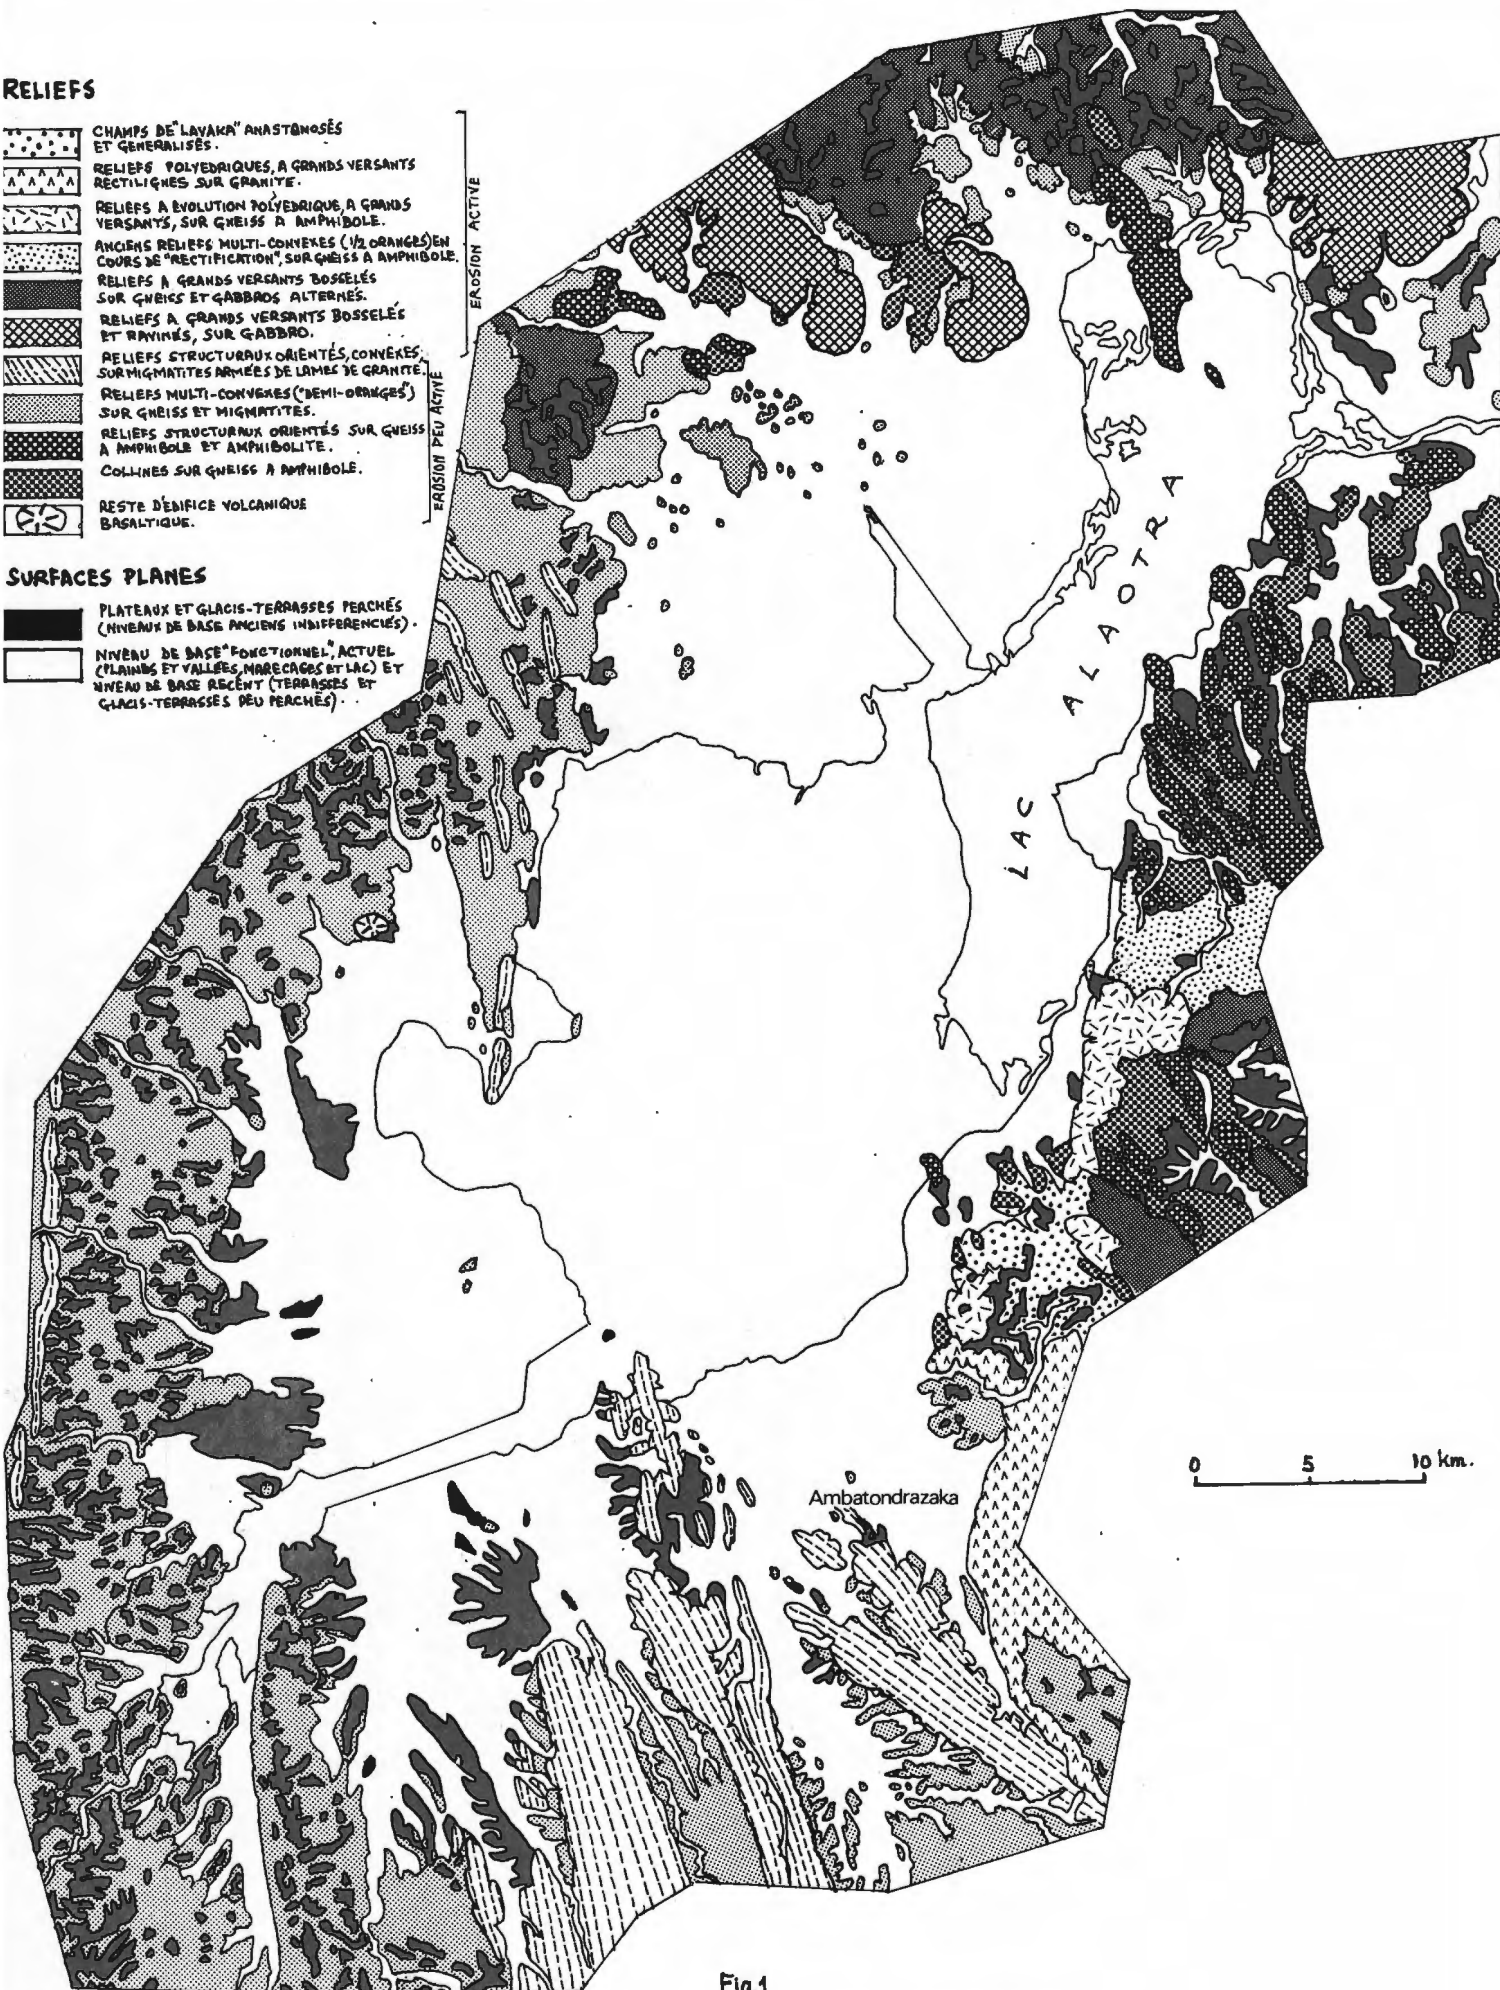 RELIEFS
CHAMPS DE "LAVAKA" ANASTOMOSÉS
ET GENERALISÉS.
RELIEFS POLYEDRIQUES, A GRANDS VERSANTS
RECTILIGNES SUR GRANITE.
RELIEFS A EVOLUTION POLYEDRIQUE, A GRANDS
VERSANTS, SUR GNEISS A AMPHIBOLE.
ANCIENS RELIEFS MULTI-CONVEXES (1/2 ORANGES) EN
COURS DE "RECTIFICATION", SUR GNEISS A AMPHIBOLE.
RELIEFS A GRANDS VERSANTS BOSSELÉS
SUR GNEISS ET GABBROS ALTERNÉS.
RELIEFS A GRANDS VERSANTS BOSSELÉS
ET RAVINÉS, SUR GABBRO.
RELIEFS STRUCTURAUX ORIENTÉS, CONVEXES,
SUR MIGMATITES ARMÉES DE LAMES DE GRANITE.
RELIEFS MULTI-CONVEXES ("DEMI-ORANGES")
SUR GNEISS ET MIGMATITES.
RELIEFS STRUCTURAUX ORIENTÉS SUR GNEISS
A AMPHIBOLE ET AMPHIBOLITE.
COLLINES SUR GNEISS A AMPHIBOLE.
RESTE D'ÉDIFICE VOLCANIQUE
BASALTIQUE.
EROSION ACTIVE
EROSION PEU ACTIVE
SURFACES PLANES
PLATEAUX ET GLACIS-TERRASSES PERCHÉS
(NIVEAUX DE BASE ANCIENS INDIFFERENCIÉS).
NIVEAU DE BASE "FONCTIONNEL", ACTUEL
(PLAINES ET VALLÉES, MARECAGES ET LAC) ET
NIVEAU DE BASE RÉCENT (TERRASSES ET
GLACIS-TERRASSES PEU PERCHÉS).
LAC ALAOTRA
0 5 10 km.
Ambatondrazaka
Fig 1